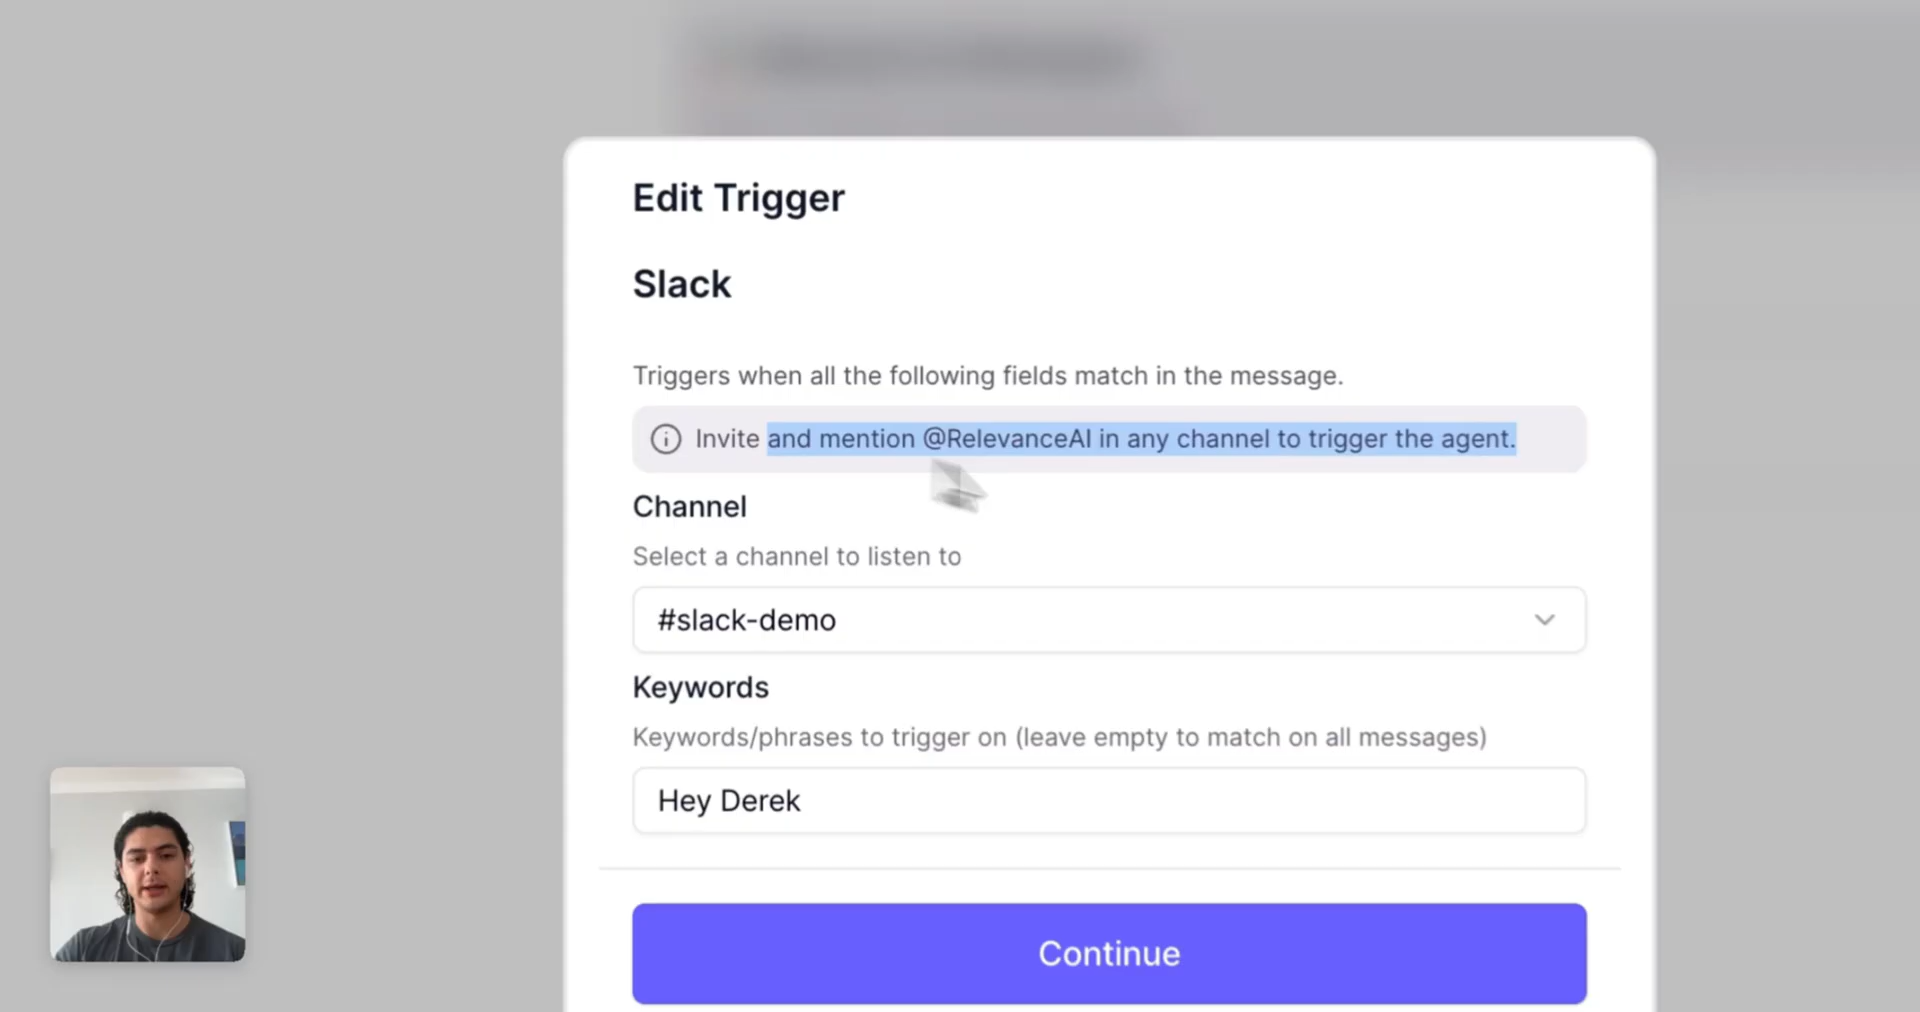 Edit Trigger
Slack
Triggers when all the following fields match in the message.
Invite and mention @RelevanceAI in any channel to trigger the agent.
Channel
Select a channel to listen to
#slack-demo
Keywords
Keywords/phrases to trigger on (leave empty to match on all messages)
Hey Derek
Continue